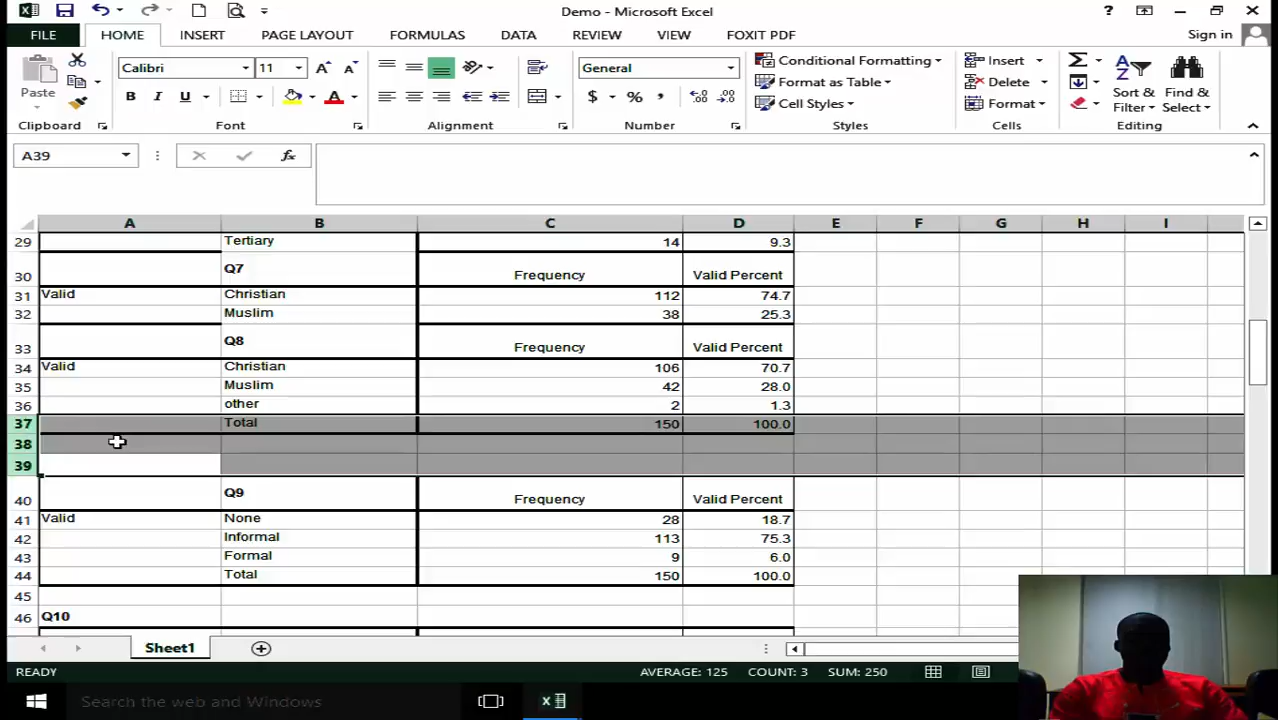 Demo - Microsoft Excel
FILE HOME INSERT PAGE LAYOUT FORMULAS DATA REVIEW VIEW FOXIT PDF Sign in
Paste Calibri 11 General Conditional Formatting Insert Σ
Format as Table Delete Sort & Find &
B I U A $ % , Cell Styles Format Filter Select
Clipboard Font Alignment Number Styles Cells Editing
A39 fx
A B C D E F G H I
29 Tertiary 14 9.3
30 Q7 Frequency Valid Percent
31 Valid Christian 112 74.7
32 Muslim 38 25.3
33 Q8 Frequency Valid Percent
34 Valid Christian 106 70.7
35 Muslim 42 28.0
36 other 2 1.3
37 Total 150 100.0
38
39
40 Q9 Frequency Valid Percent
41 Valid None 28 18.7
42 Informal 113 75.3
43 Formal 9 6.0
44 Total 150 100.0
45
46 Q10
Sheet1
READY AVERAGE: 125 COUNT: 3 SUM: 250
Search the web and Windows